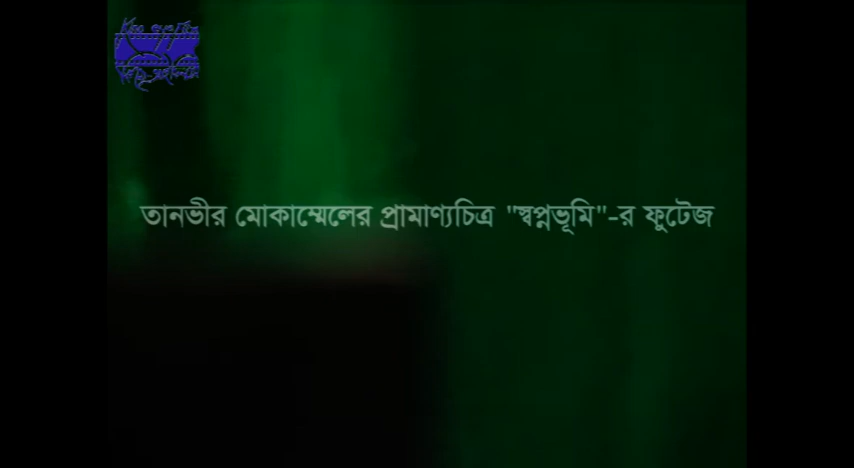 তানভীর মোকাম্মেলের প্রামাণ্যচিত্র "স্বপ্নভূমি"-র ফুটেজ